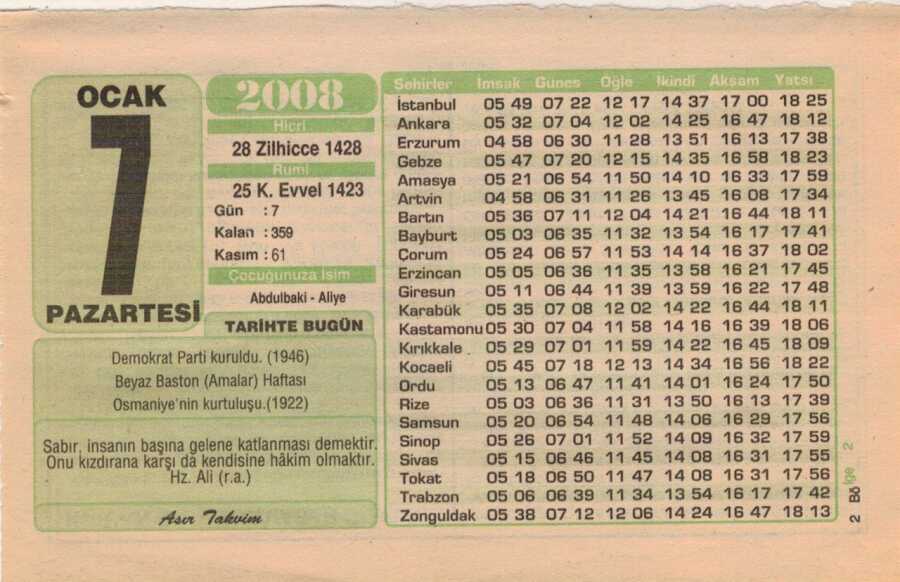 OCAK
7
PAZARTESİ
2008
Hicri
28 Zilhicce 1428
Rumi
25 K. Evvel 1423
Gün : 7
Kalan : 359
Kasım : 61
Çocuğunuza İsim
Abdulbaki - Aliye
TARİHTE BUGÜN
Demokrat Parti kuruldu. (1946)
Beyaz Baston (Amalar) Haftası
Osmaniye'nin kurtuluşu.(1922)
Sabır, insanın başına gelene katlanması demektir.
Onu kızdırana karşı da kendisine hâkim olmaktır.
Hz. Ali (r.a.)
Asır Takvim
Şehirler İmsak Güneş Öğle İkindi Akşam Yatsı
İstanbul 05 49 07 22 12 17 14 37 17 00 18 25
Ankara 05 32 07 04 12 02 14 25 16 47 18 12
Erzurum 04 58 06 30 11 28 13 51 16 13 17 38
Gebze 05 47 07 20 12 15 14 35 16 58 18 23
Amasya 05 21 06 54 11 50 14 10 16 33 17 59
Artvin 04 58 06 31 11 26 13 45 16 08 17 34
Bartın 05 36 07 11 12 04 14 21 16 44 18 11
Bayburt 05 03 06 35 11 32 13 54 16 17 17 41
Çorum 05 24 06 57 11 53 14 14 16 37 18 02
Erzincan 05 05 06 36 11 35 13 58 16 21 17 45
Giresun 05 11 06 44 11 39 13 59 16 22 17 48
Karabük 05 35 07 08 12 02 14 22 16 44 18 11
Kastamonu 05 30 07 04 11 58 14 16 16 39 18 06
Kırıkkale 05 29 07 01 11 59 14 22 16 45 18 09
Kocaeli 05 45 07 18 12 13 14 34 16 56 18 22
Ordu 05 13 06 47 11 41 14 01 16 24 17 50
Rize 05 03 06 36 11 31 13 50 16 13 17 39
Samsun 05 20 06 54 11 48 14 06 16 29 17 56
Sinop 05 26 07 01 11 52 14 09 16 32 17 59
Sivas 05 15 06 46 11 45 14 08 16 31 17 55
Tokat 05 18 06 50 11 47 14 08 16 31 17 56
Trabzon 05 06 06 39 11 34 13 54 16 17 17 42
Zonguldak 05 38 07 12 12 06 14 24 16 47 18 13
2 Bölge 2